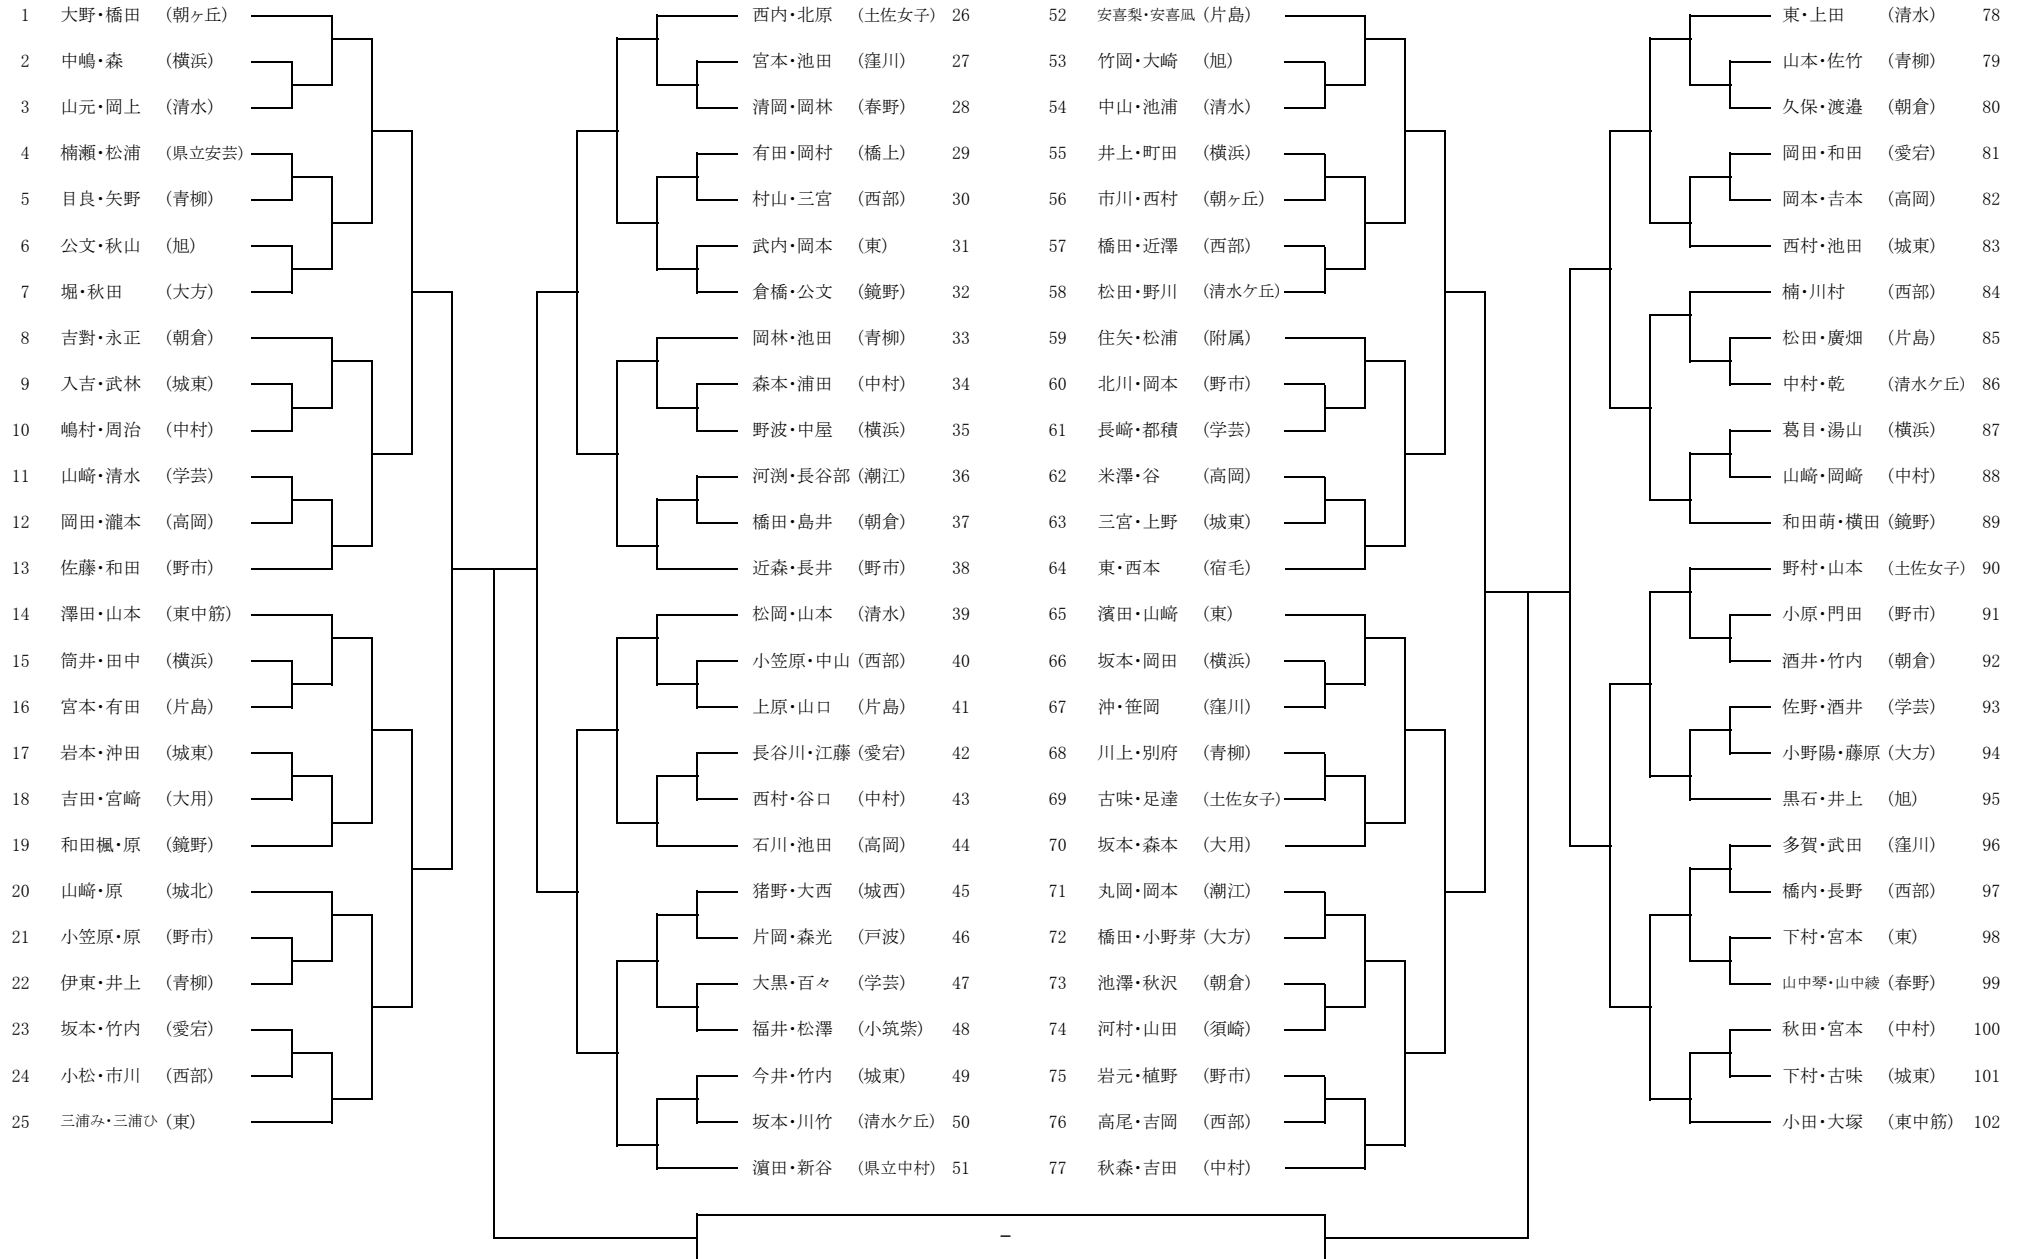 1 大野・橋田 (朝ヶ丘)
2 中嶋・森 (横浜)
3 山元・岡上 (清水)
4 楠瀬・松浦 (県立安芸)
5 目良・矢野 (青柳)
6 公文・秋山 (旭)
7 堀・秋田 (大方)
8 吉對・永正 (朝倉)
9 入吉・武林 (城東)
10 嶋村・周治 (中村)
11 山﨑・清水 (学芸)
12 岡田・瀧本 (高岡)
13 佐藤・和田 (野市)
14 澤田・山本 (東中筋)
15 筒井・田中 (横浜)
16 宮本・有田 (片島)
17 岩本・沖田 (城東)
18 吉田・宮﨑 (大用)
19 和田楓・原 (鏡野)
20 山﨑・原 (城北)
21 小笠原・原 (野市)
22 伊東・井上 (青柳)
23 坂本・竹内 (愛宕)
24 小松・市川 (西部)
25 三浦み・三浦ひ (東)
西内・北原 (土佐女子) 26
宮本・池田 (窪川) 27
清岡・岡林 (春野) 28
有田・岡村 (橋上) 29
村山・三宮 (西部) 30
武内・岡本 (東) 31
倉橋・公文 (鏡野) 32
岡林・池田 (青柳) 33
森本・浦田 (中村) 34
野波・中屋 (横浜) 35
河渕・長谷部 (潮江) 36
橋田・島井 (朝倉) 37
近森・長井 (野市) 38
松岡・山本 (清水) 39
小笠原・中山 (西部) 40
上原・山口 (片島) 41
長谷川・江藤 (愛宕) 42
西村・谷口 (中村) 43
石川・池田 (高岡) 44
猪野・大西 (城西) 45
片岡・森光 (戸波) 46
大黒・百々 (学芸) 47
福井・松澤 (小筑紫) 48
今井・竹内 (城東) 49
坂本・川竹 (清水ケ丘) 50
濵田・新谷 (県立中村) 51
52 安喜梨・安喜凪 (片島)
53 竹岡・大崎 (旭)
54 中山・池浦 (清水)
55 井上・町田 (横浜)
56 市川・西村 (朝ヶ丘)
57 橋田・近澤 (西部)
58 松田・野川 (清水ケ丘)
59 住矢・松浦 (附属)
60 北川・岡本 (野市)
61 長﨑・都積 (学芸)
62 米澤・谷 (高岡)
63 三宮・上野 (城東)
64 東・西本 (宿毛)
65 濱田・山﨑 (東)
66 坂本・岡田 (横浜)
67 沖・笹岡 (窪川)
68 川上・別府 (青柳)
69 古味・足達 (土佐女子)
70 坂本・森本 (大用)
71 丸岡・岡本 (潮江)
72 橋田・小野芽 (大方)
73 池澤・秋沢 (朝倉)
74 河村・山田 (須崎)
75 岩元・植野 (野市)
76 高尾・吉岡 (西部)
77 秋森・吉田 (中村)
東・上田 (清水) 78
山本・佐竹 (青柳) 79
久保・渡邉 (朝倉) 80
岡田・和田 (愛宕) 81
岡本・𠮷本 (高岡) 82
西村・池田 (城東) 83
楠・川村 (西部) 84
松田・廣畑 (片島) 85
中村・乾 (清水ケ丘) 86
葛目・湯山 (横浜) 87
山﨑・岡﨑 (中村) 88
和田萌・横田 (鏡野) 89
野村・山本 (土佐女子) 90
小原・門田 (野市) 91
酒井・竹内 (朝倉) 92
佐野・酒井 (学芸) 93
小野陽・藤原 (大方) 94
黒石・井上 (旭) 95
多賀・武田 (窪川) 96
橋内・長野 (西部) 97
下村・宮本 (東) 98
山中琴・山中綾 (春野) 99
秋田・宮本 (中村) 100
下村・古味 (城東) 101
小田・大塚 (東中筋) 102
−